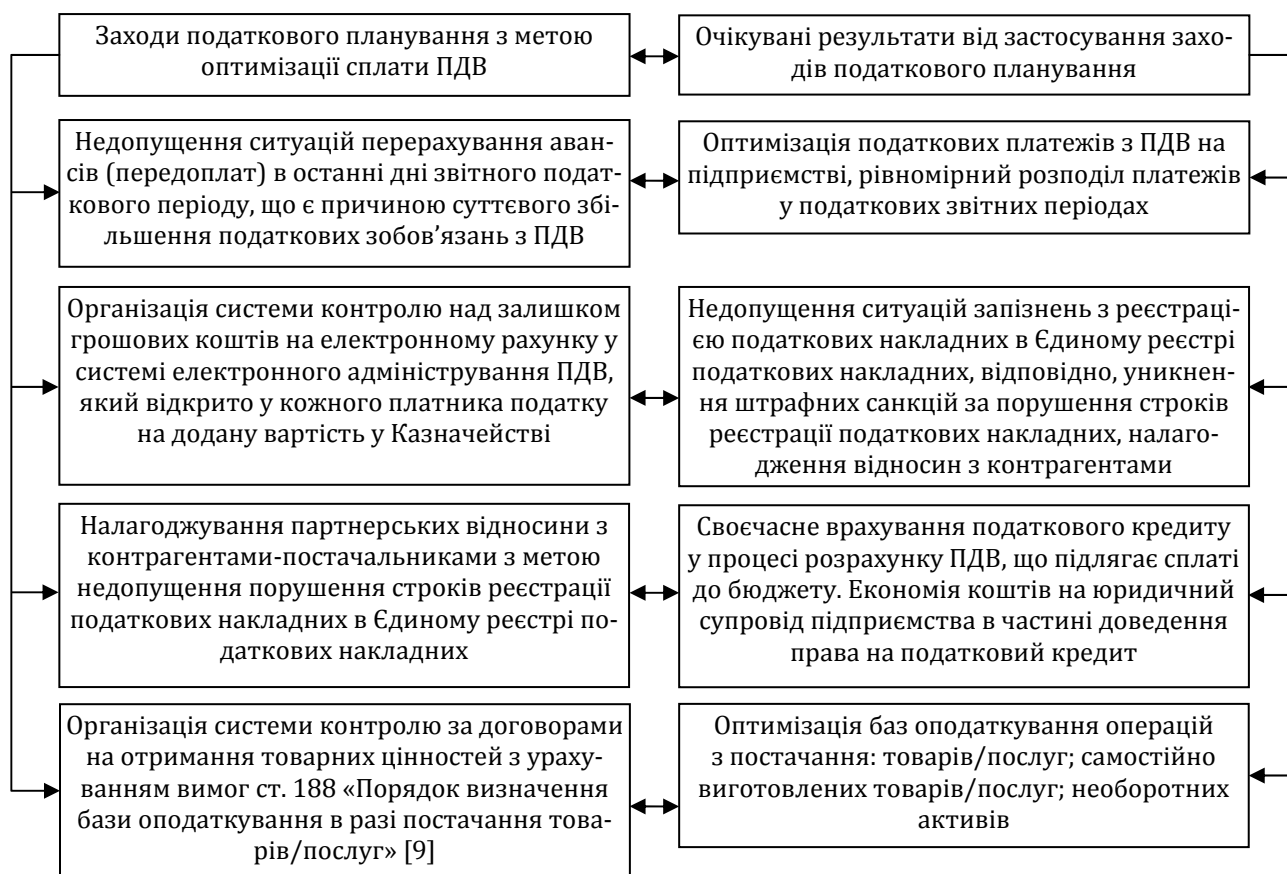 Заходи податкового планування з метою
оптимізації сплати ПДВ
Очікувані результати від застосування захо-
дів податкового планування
Недопущення ситуацій перерахування аван-
сів (передоплат) в останні дні звітного подат-
кового періоду, що є причиною суттєвого збі-
льшення податкових зобов’язань з ПДВ
Оптимізація податкових платежів з ПДВ на
підприємстві, рівномірний розподіл платежів
у податкових звітних періодах
Організація системи контролю над залишком
грошових коштів на електронному рахунку у
системі електронного адміністрування ПДВ,
який відкрито у кожного платника податку
на додану вартість у Казначействі
Недопущення ситуацій запізнень з реєстраці-
єю податкових накладних в Єдиному реєстрі
податкових накладних, відповідно, уникнен-
ня штрафних санкцій за порушення строків
реєстрації податкових накладних, налаго-
дження відносин з контрагентами
Налагоджування партнерських відносини з
контрагентами-постачальниками з метою
недопущення порушення строків реєстрації
податкових накладних в Єдиному реєстрі по-
даткових накладних
Своєчасне врахування податкового кредиту
у процесі розрахунку ПДВ, що підлягає сплаті
до бюджету. Економія коштів на юридичний
супровід підприємства в частині доведення
права на податковий кредит
Організація системи контролю за договорами
на отримання товарних цінностей з ураху-
ванням вимог ст. 188 «Порядок визначення
бази оподаткування в разі постачання това-
рів/послуг» [9]
Оптимізація баз оподаткування операцій
з постачання: товарів/послуг; самостійно
виготовлених товарів/послуг; необоротних
активів